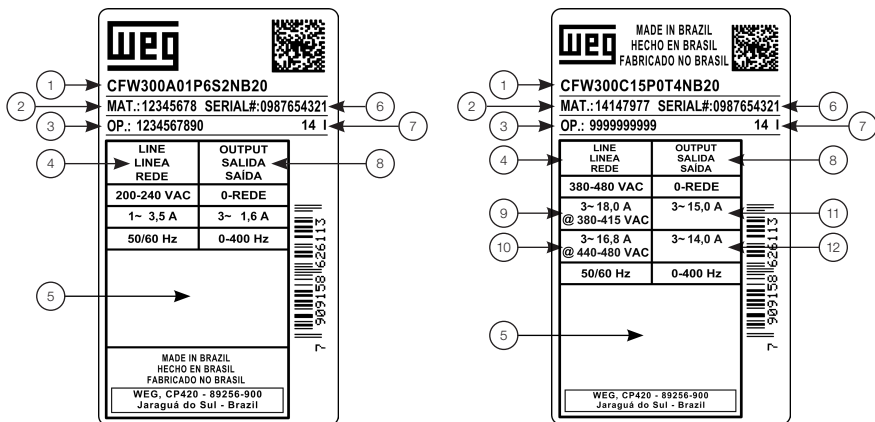 WEG
1
CFW300A01P6S2NB20
2
MAT.:12345678 SERIAL#:0987654321
6
3
OP.: 1234567890 14 I
7
4
LINE
LINEA
REDE
OUTPUT
SALIDA
SAÍDA
8
200-240 VAC 0-REDE
1~ 3,5 A 3~ 1,6 A
50/60 Hz 0-400 Hz
5
7 909158 626113
MADE IN BRAZIL
HECHO EN BRASIL
FABRICADO NO BRASIL
WEG, CP420 - 89256-900
Jaraguá do Sul - Brazil
WEG
MADE IN BRAZIL
HECHO EN BRASIL
FABRICADO NO BRASIL
1
CFW300C15P0T4NB20
2
MAT.:14147977 SERIAL#:0987654321
6
3
OP.: 9999999999 14 I
7
4
LINE
LINEA
REDE
OUTPUT
SALIDA
SAÍDA
8
380-480 VAC 0-REDE
9
3~ 18,0 A
@ 380-415 VAC
3~ 15,0 A
11
10
3~ 16,8 A
@ 440-480 VAC
3~ 14,0 A
12
50/60 Hz 0-400 Hz
5
7 909158 626113
WEG, CP420 - 89256-900
Jaraguá do Sul - Brazil